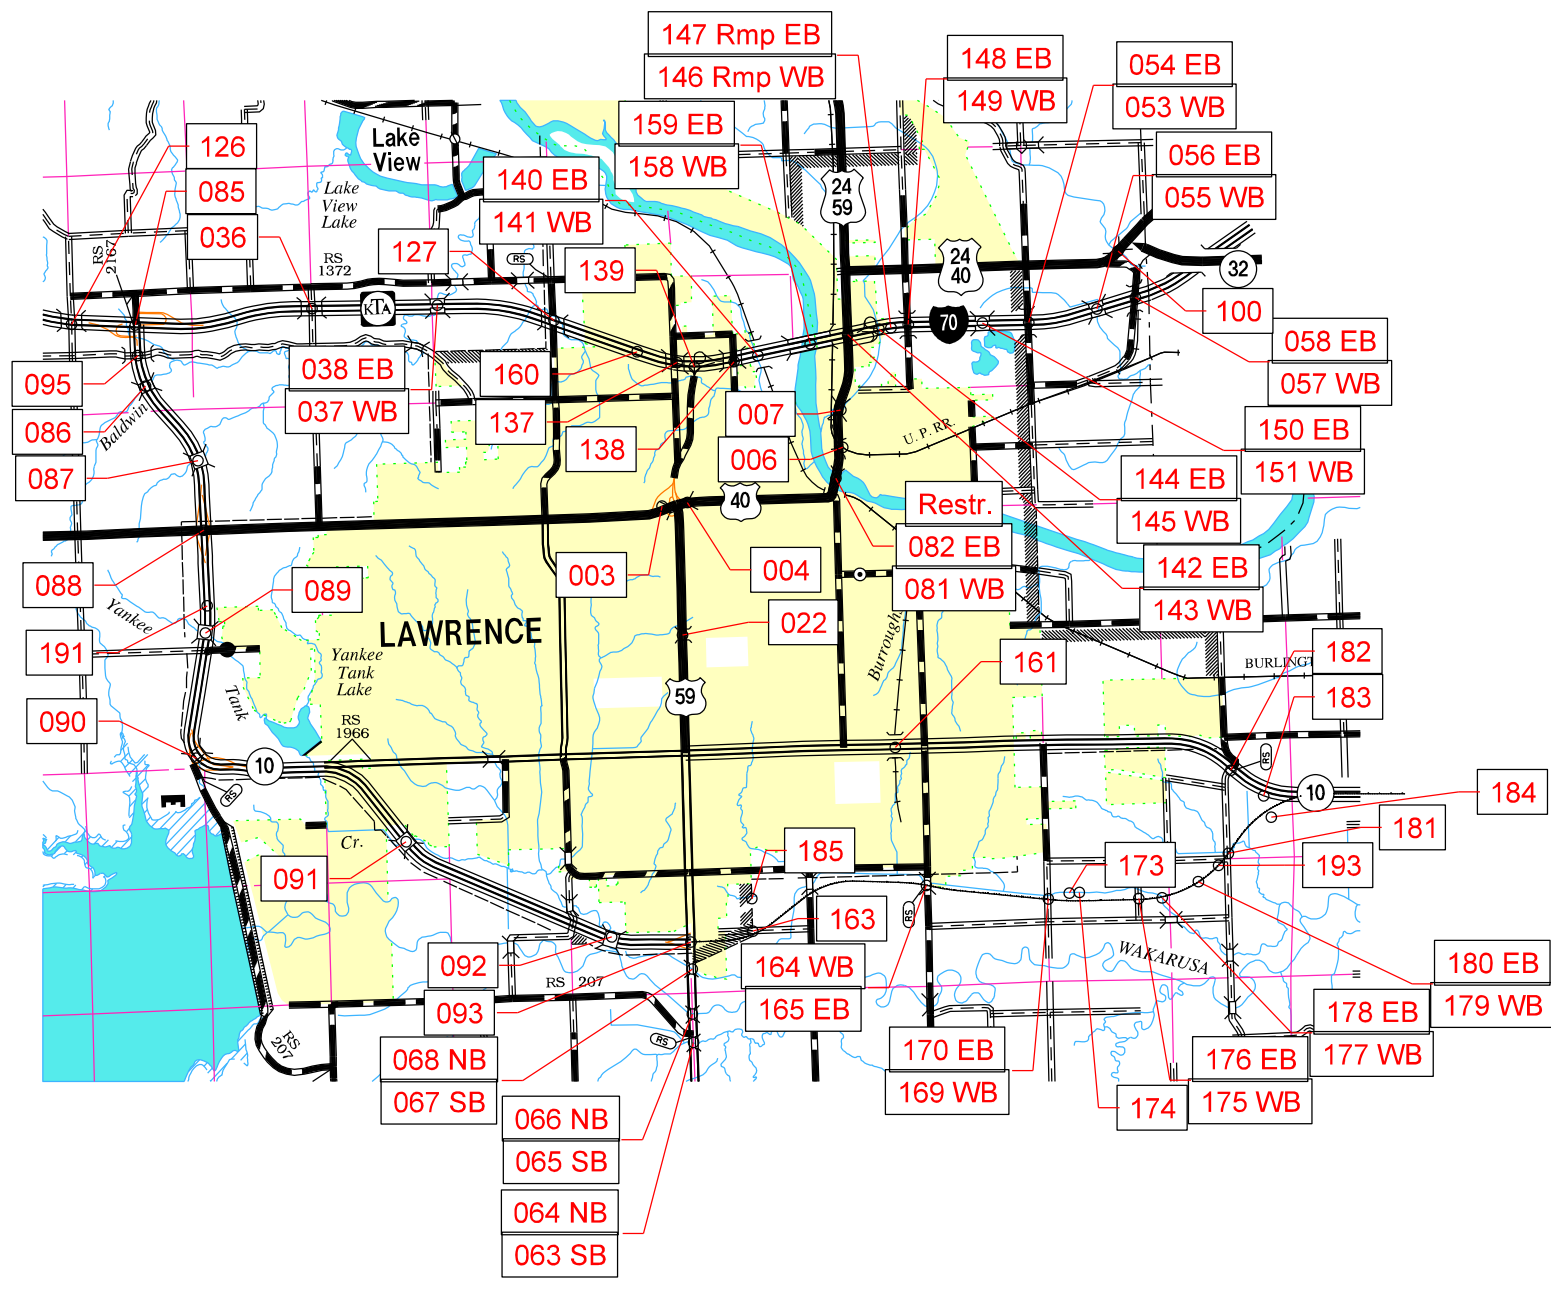 147 Rmp EB
146 Rmp WB
148 EB
149 WB
054 EB
053 WB
159 EB
158 WB
126
085
036
Lake
View
Lake
View
Lake
140 EB
141 WB
24
59
056 EB
055 WB
RS
2167
RS
1372
127
RS
139
24
40
32
KTA
70
100
095
038 EB
037 WB
160
058 EB
057 WB
086
Baldwin
137
138
007
006
U.P. RR.
150 EB
151 WB
087
40
Restr.
144 EB
145 WB
088
089
003
004
082 EB
081 WB
142 EB
143 WB
Yankee
LAWRENCE
022
Burrough
191
Yankee
Tank
Lake
161
BURLINGT
182
183
Tank
59
090
RS
1966
10
RS
RS
10
184
E
Cr.
185
181
091
173
193
RS
163
092
164 WB
165 EB
WAKARUSA
180 EB
179 WB
RS 207
093
178 EB
177 WB
RS
207
RS
068 NB
067 SB
170 EB
169 WB
176 EB
175 WB
174
066 NB
065 SB
064 NB
063 SB